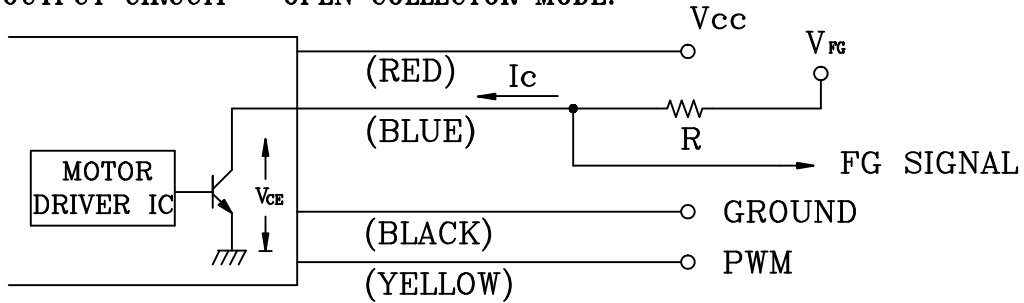 Vcc
V FG
(RED)
Ic
(BLUE)
R
MOTOR
DRIVER IC
VCE
FG SIGNAL
(BLACK)
GROUND
(YELLOW)
PWM